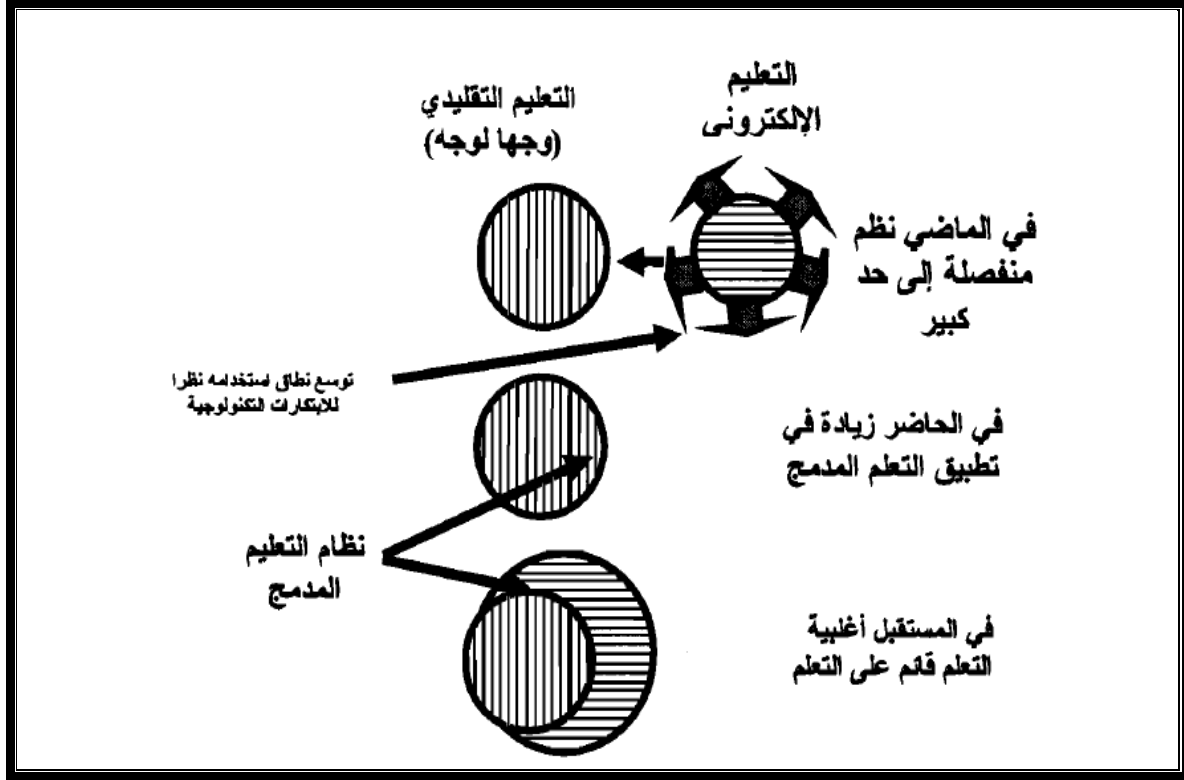 التعليم
الإلكترونى
التعليم التقليدي
(وجها لوجه)
في الماضي نظم
منفصلة إلى حد
كبير
توسع نطاق استخدامه نظرا
للابتكارات التكنولوجية
في الحاضر زيادة في
تطبيق التعلم المدمج
نظام التعليم
المدمج
في المستقبل أغلبية
التعلم قائم على التعلم